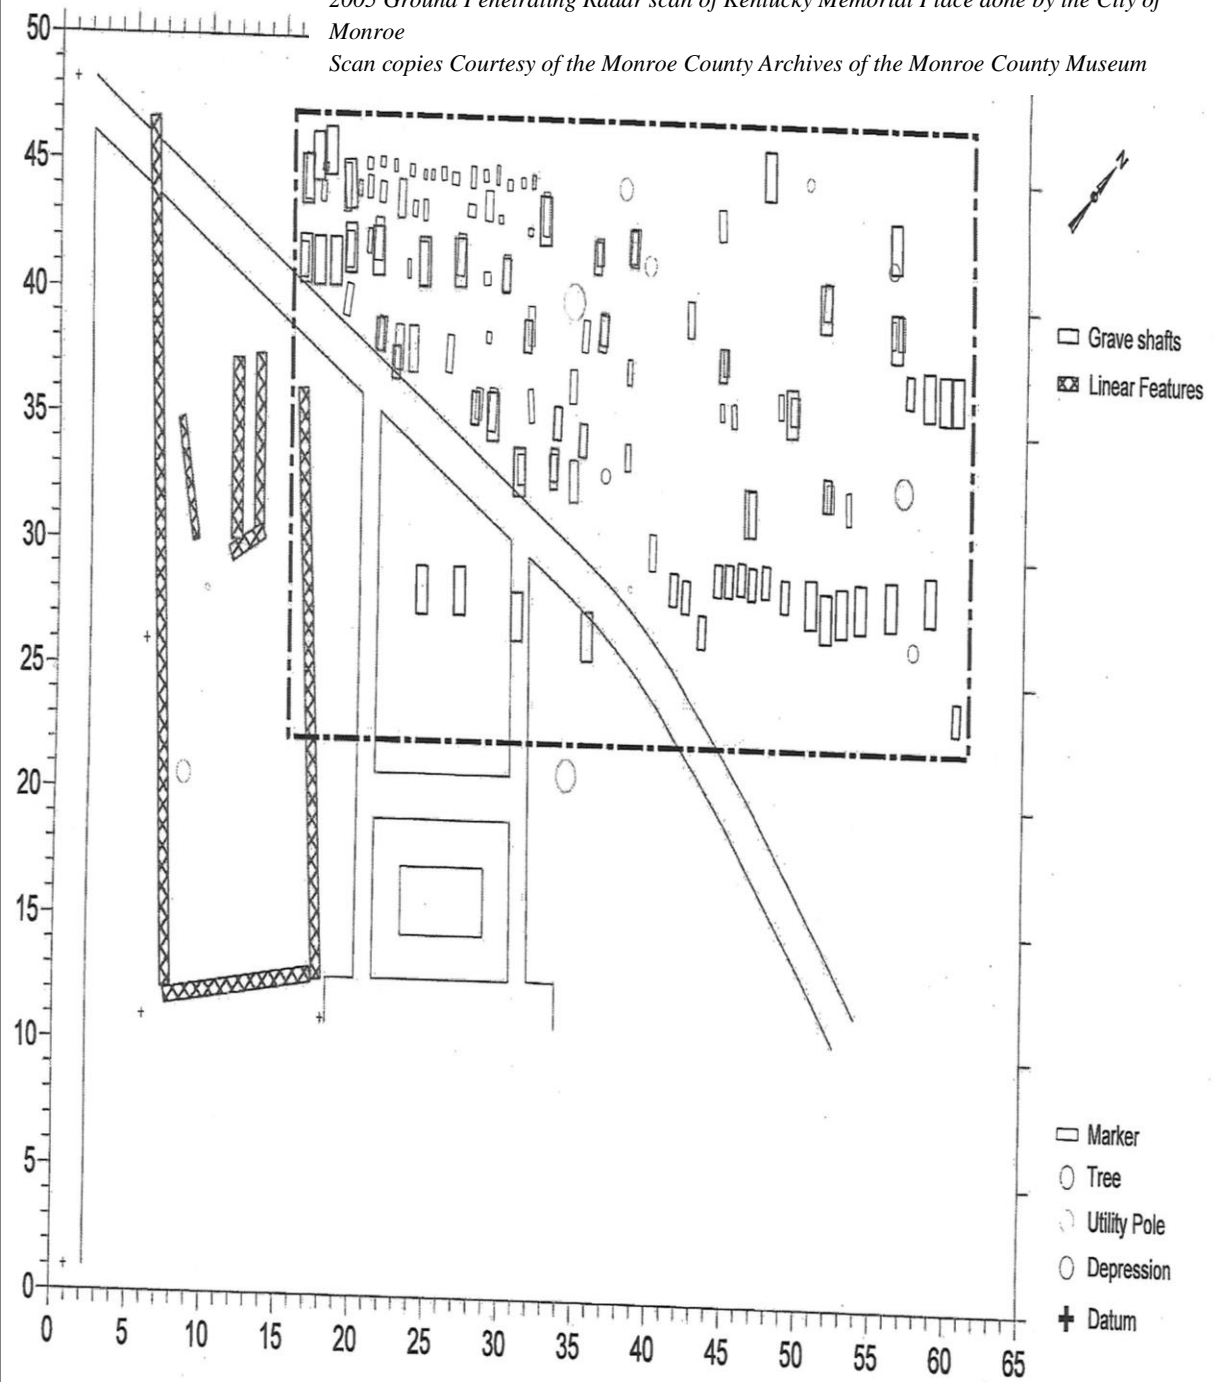 2005 Ground Penetrating Radar scan of Kentucky Memorial Place done by the City of
Monroe
Scan copies Courtesy of the Monroe County Archives of the Monroe County Museum
50
45
40
35
30
25
20
15
10
5
0
0 5 10 15 20 25 30 35 40 45 50 55 60 65
N
Grave shafts
Linear Features
Marker
Tree
Utility Pole
Depression
Datum